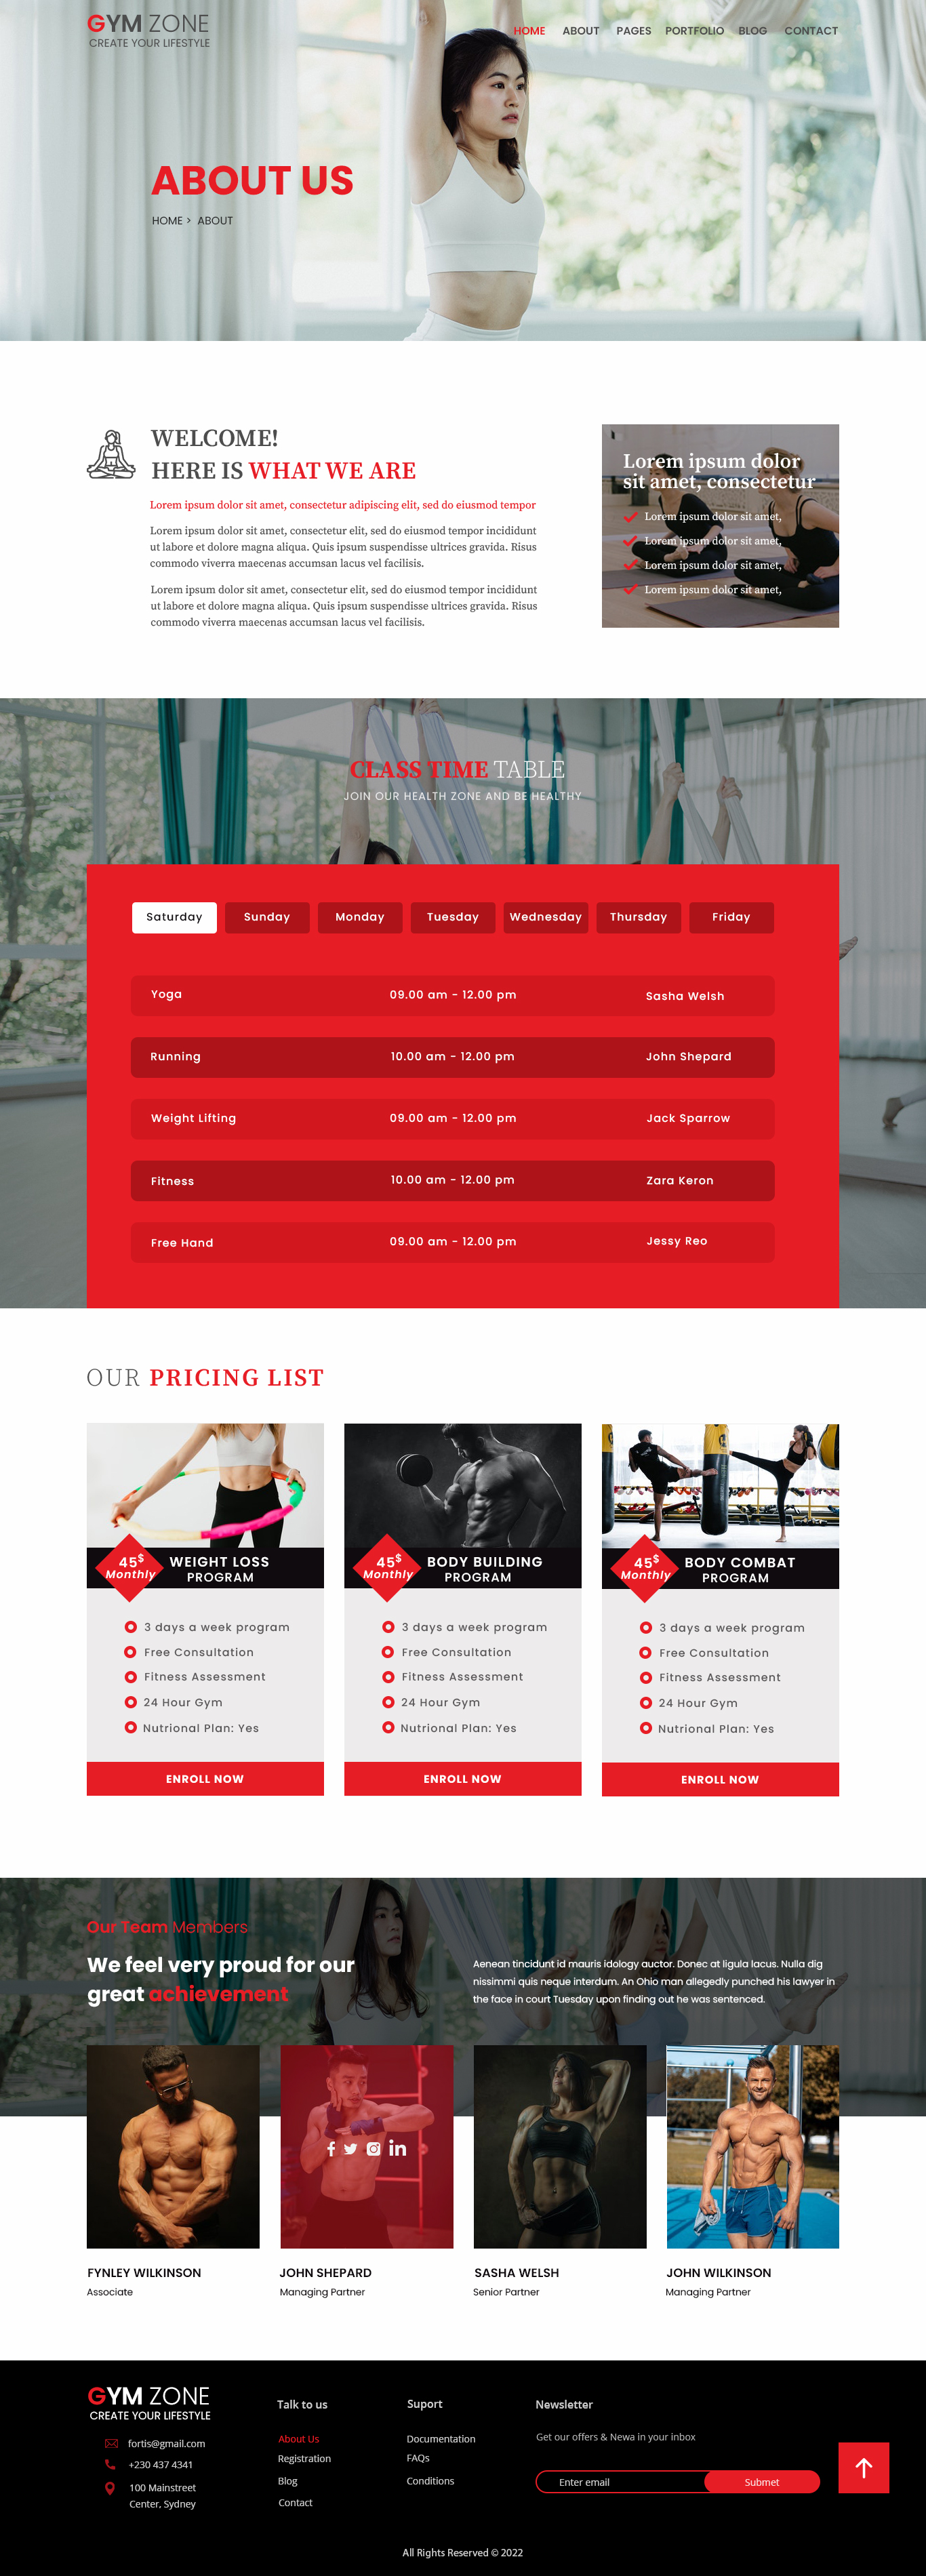 GYM ZONE
CREATE YOUR LIFESTYLE
HOME ABOUT PAGES PORTFOLIO BLOG CONTACT
ABOUT US
HOME > ABOUT
WELCOME!
HERE IS WHAT WE ARE
Lorem ipsum dolor sit amet, consectetur adipiscing elit, sed do eiusmod tempor
Lorem ipsum dolor sit amet, consectetur elit, sed do eiusmod tempor incididunt
ut labore et dolore magna aliqua. Quis ipsum suspendisse ultrices gravida. Risus
commodo viverra maecenas accumsan lacus vel facilisis.
Lorem ipsum dolor sit amet, consectetur elit, sed do eiusmod tempor incididunt
ut labore et dolore magna aliqua. Quis ipsum suspendisse ultrices gravida. Risus
commodo viverra maecenas accumsan lacus vel facilisis.
Lorem ipsum dolor
sit amet, consectetur
Lorem ipsum dolor sit amet,
Lorem ipsum dolor sit amet,
Lorem ipsum dolor sit amet,
Lorem ipsum dolor sit amet,
CLASS TIME TABLE
JOIN OUR HEALTH ZONE AND BE HEALTHY
Saturday Sunday Monday Tuesday Wednesday Thursday Friday
Yoga 09.00 am - 12.00 pm Sasha Welsh
Running 10.00 am - 12.00 pm John Shepard
Weight Lifting 09.00 am - 12.00 pm Jack Sparrow
Fitness 10.00 am - 12.00 pm Zara Keron
Free Hand 09.00 am - 12.00 pm Jessy Reo
OUR PRICING LIST
45$
Monthly
WEIGHT LOSS
PROGRAM
3 days a week program
Free Consultation
Fitness Assessment
24 Hour Gym
Nutrional Plan: Yes
ENROLL NOW
45$
Monthly
BODY BUILDING
PROGRAM
3 days a week program
Free Consultation
Fitness Assessment
24 Hour Gym
Nutrional Plan: Yes
ENROLL NOW
45$
Monthly
BODY COMBAT
PROGRAM
3 days a week program
Free Consultation
Fitness Assessment
24 Hour Gym
Nutrional Plan: Yes
ENROLL NOW
Our Team Members
We feel very proud for our
great achievement
Aenean tincidunt id mauris idology auctor. Donec at ligula lacus. Nulla dig
nissimmi quis neque interdum. An Ohio man allegedly punched his lawyer in
the face in court Tuesday upon finding out he was sentenced.
FYNLEY WILKINSON
Associate
JOHN SHEPARD
Managing Partner
SASHA WELSH
Senior Partner
JOHN WILKINSON
Managing Partner
GYM ZONE
CREATE YOUR LIFESTYLE
fortis@gmail.com
+230 437 4341
100 Mainstreet
Center, Sydney
Talk to us
About Us
Registration
Blog
Contact
Suport
Documentation
FAQs
Conditions
Newsletter
Get our offers & Newa in your inbox
Enter email Submet
All Rights Reserved © 2022